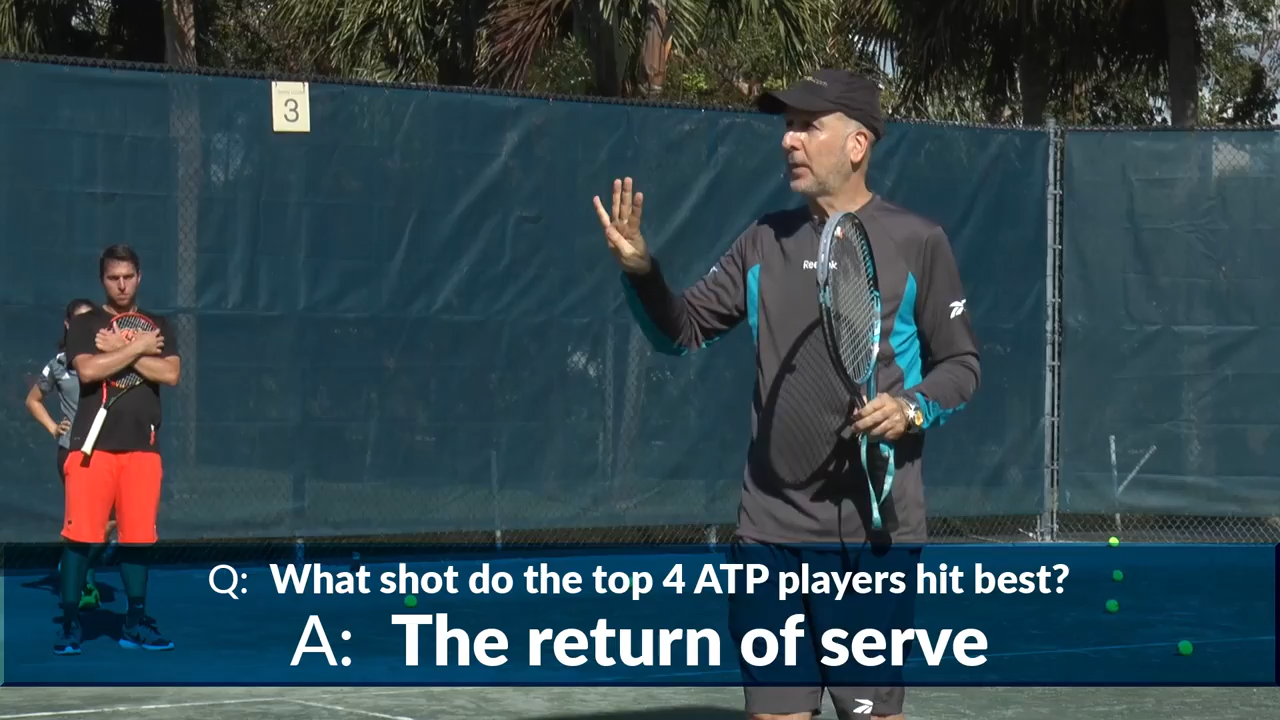 3
Reebok
Q: What shot do the top 4 ATP players hit best?
A: The return of serve